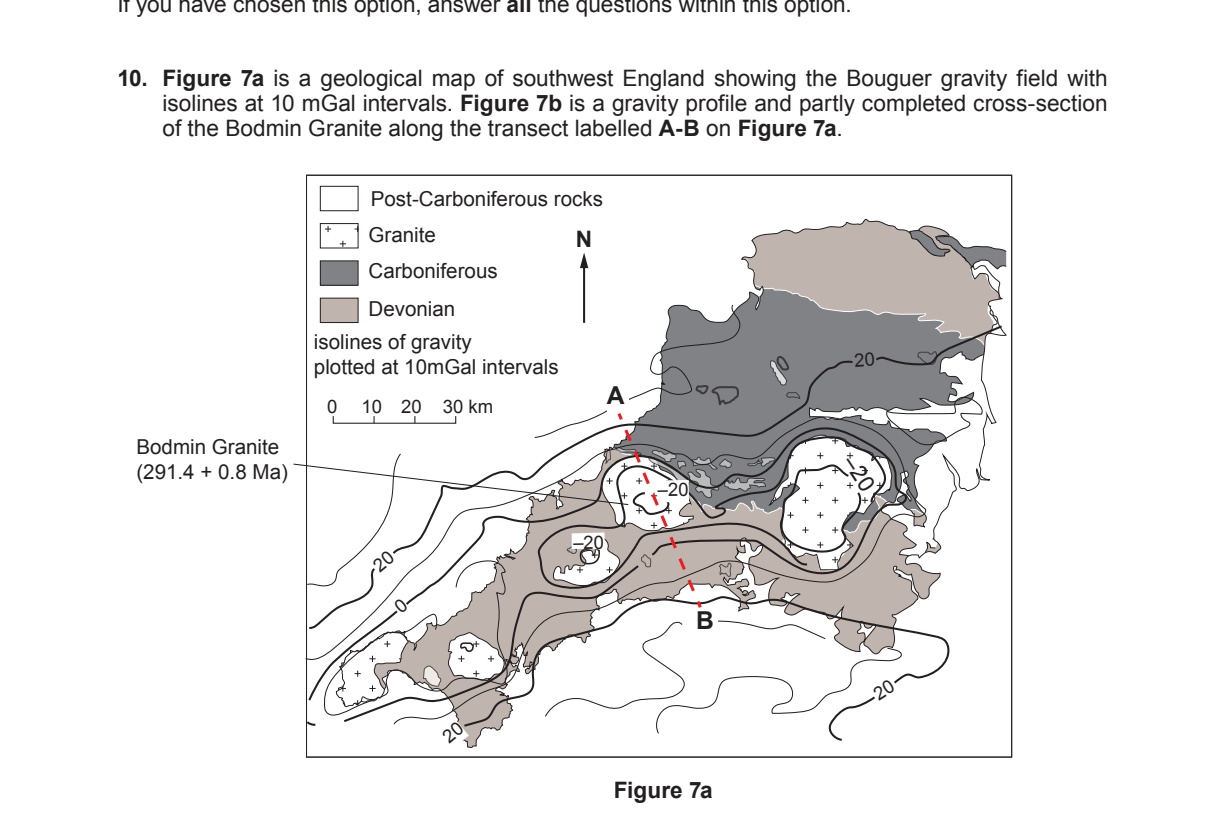 If you have chosen this option, answer all the questions within this option.
10. Figure 7a is a geological map of southwest England showing the Bouguer gravity field with
isolines at 10 mGal intervals. Figure 7b is a gravity profile and partly completed cross-section
of the Bodmin Granite along the transect labelled A-B on Figure 7a.
Post-Carboniferous rocks
Granite
N
Carboniferous
Devonian
isolines of gravity
plotted at 10mGal intervals
0 10 20 30 km
20
A
Bodmin Granite
(291.4 + 0.8 Ma)
–20
–20
–20
20
0
B
20
20
Figure 7a